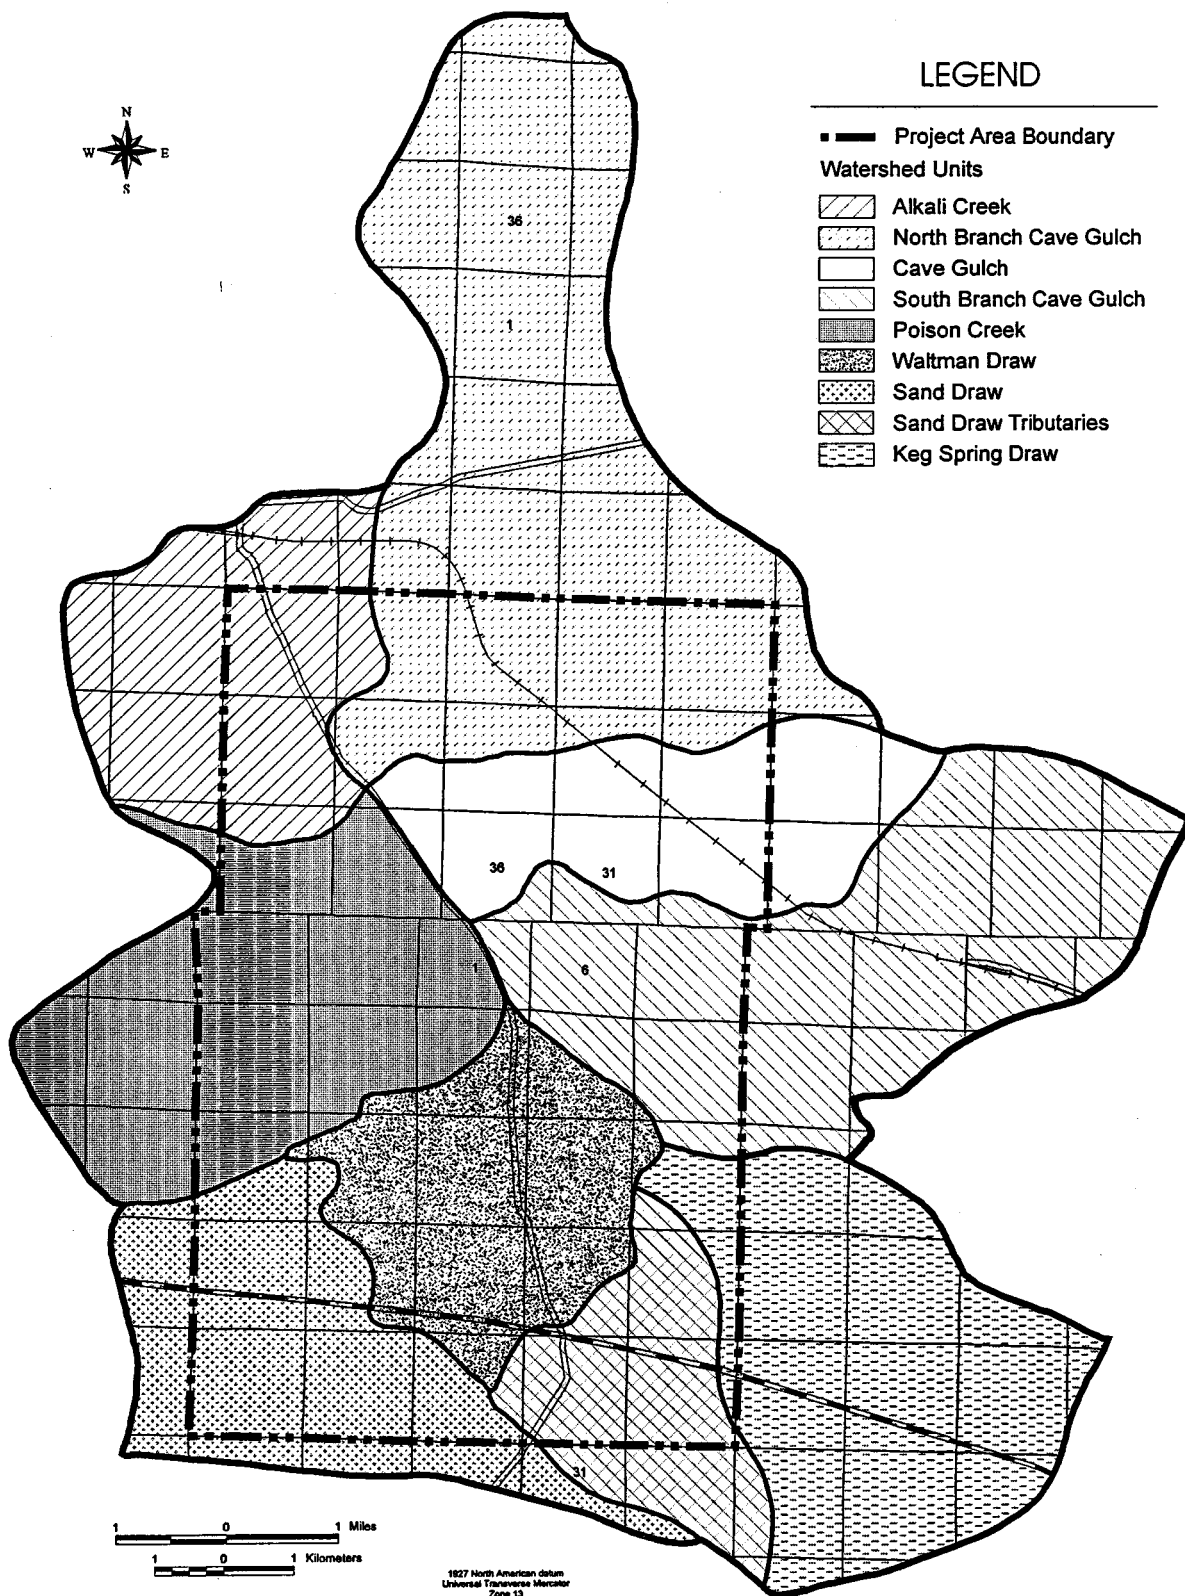 LEGEND
Project Area Boundary
Watershed Units
Alkali Creek
North Branch Cave Gulch
Cave Gulch
South Branch Cave Gulch
Poison Creek
Waltman Draw
Sand Draw
Sand Draw Tributaries
Keg Spring Draw
N
W E
S
36
1
36 31
1 6
31
1 0 1 Miles
1 0 1 Kilometers
1927 North American datum
Universal Transverse Mercator
Zone 13